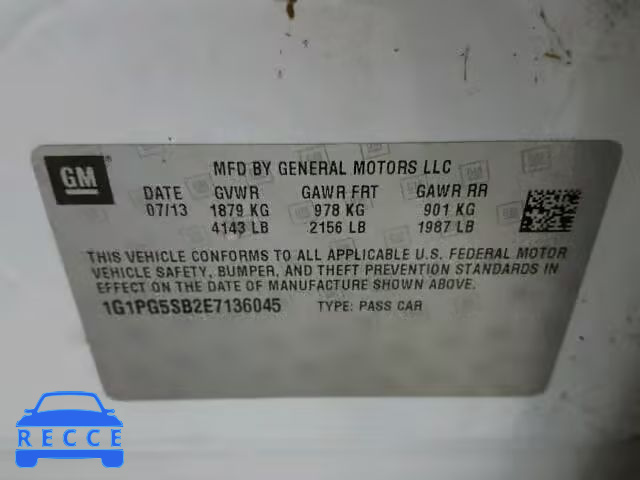 GM
MFD BY GENERAL MOTORS LLC
DATE GVWR GAWR FRT GAWR RR
07/13 1879 KG 978 KG 901 KG
4143 LB 2156 LB 1987 LB
THIS VEHICLE CONFORMS TO ALL APPLICABLE U.S. FEDERAL MOTOR
VEHICLE SAFETY, BUMPER, AND THEFT PREVENTION STANDARDS IN
EFFECT ON THE DATE OF MANUFACTURE SHOWN ABOVE.
1G1PG5SB2E7136045 TYPE: PASS CAR
RECCE